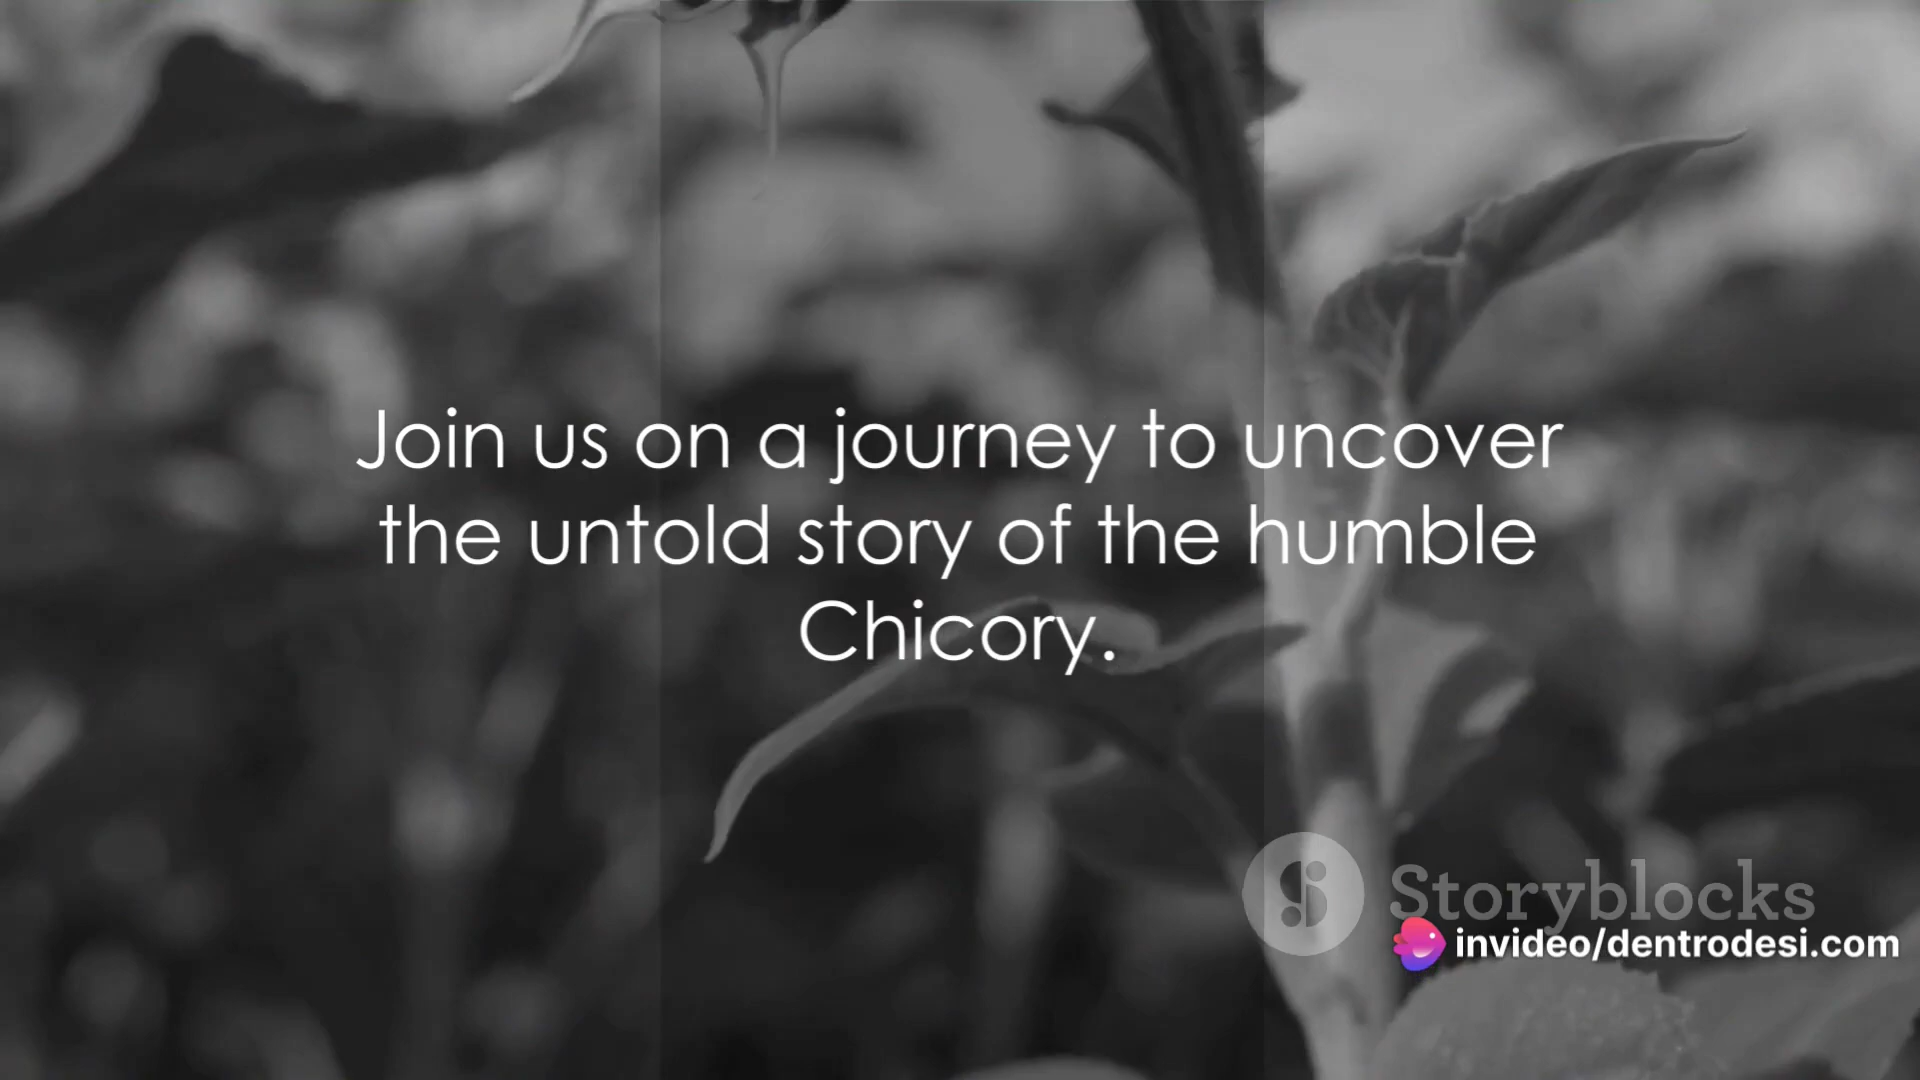 Join us on a journey to uncover
the untold story of the humble
Chicory.
Storyblocks
invideo/dentrodesi.com